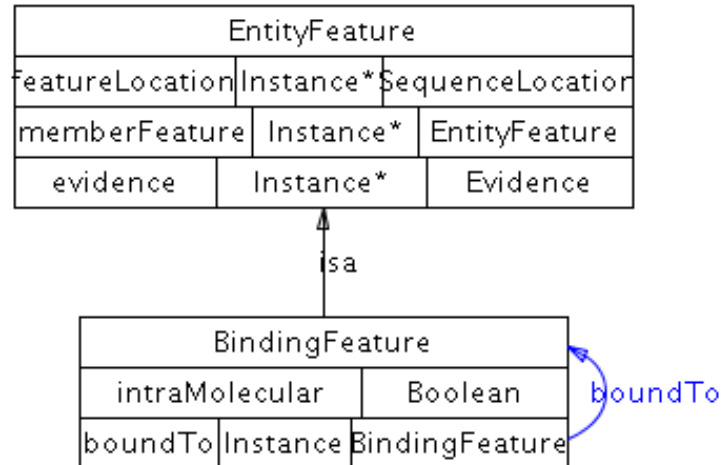 EntityFeature
featureLocation Instance* SequenceLocation
memberFeature Instance* EntityFeature
evidence Instance* Evidence
isa
BindingFeature
intraMolecular Boolean
boundTo
boundTo Instance BindingFeature